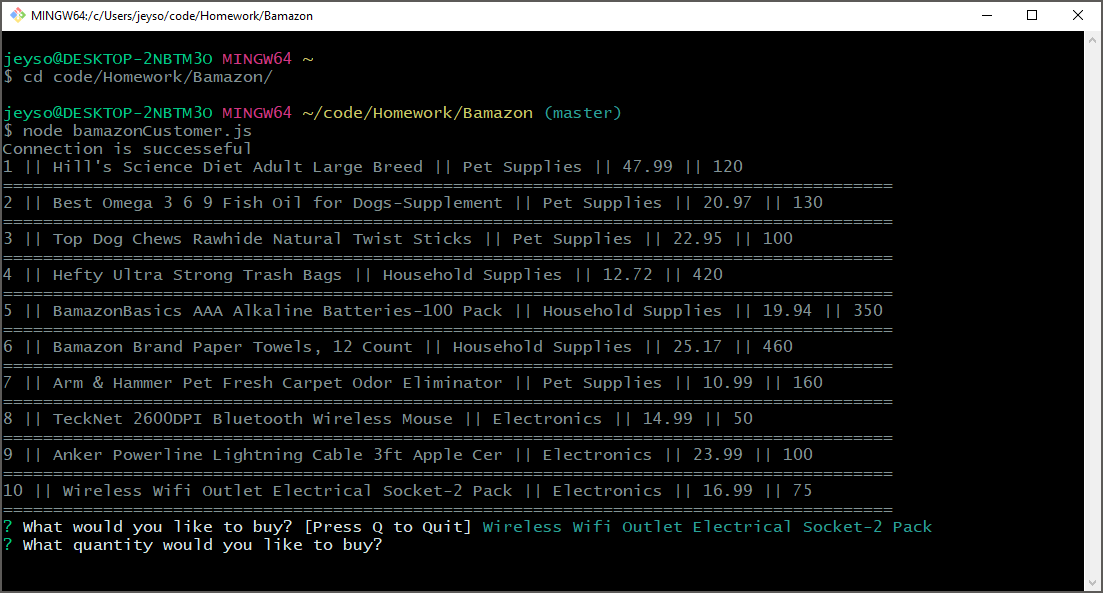 MINGW64:/c/Users/jeyso/code/Homework/Bamazon
jeyso@DESKTOP-2NBTM3O MINGW64 ~
$ cd code/Homework/Bamazon/
jeyso@DESKTOP-2NBTM3O MINGW64 ~/code/Homework/Bamazon (master)
$ node bamazonCustomer.js
Connection is successeful
1 || Hill's Science Diet Adult Large Breed || Pet Supplies || 47.99 || 120
=========================================================================================
2 || Best Omega 3 6 9 Fish Oil for Dogs-Supplement || Pet Supplies || 20.97 || 130
=========================================================================================
3 || Top Dog Chews Rawhide Natural Twist Sticks || Pet Supplies || 22.95 || 100
=========================================================================================
4 || Hefty Ultra Strong Trash Bags || Household Supplies || 12.72 || 420
=========================================================================================
5 || BamazonBasics AAA Alkaline Batteries-100 Pack || Household Supplies || 19.94 || 350
=========================================================================================
6 || Bamazon Brand Paper Towels, 12 Count || Household Supplies || 25.17 || 460
=========================================================================================
7 || Arm & Hammer Pet Fresh Carpet Odor Eliminator || Pet Supplies || 10.99 || 160
=========================================================================================
8 || TeckNet 2600DPI Bluetooth Wireless Mouse || Electronics || 14.99 || 50
=========================================================================================
9 || Anker Powerline Lightning Cable 3ft Apple Cer || Electronics || 23.99 || 100
=========================================================================================
10 || Wireless Wifi Outlet Electrical Socket-2 Pack || Electronics || 16.99 || 75
=========================================================================================
? What would you like to buy? [Press Q to Quit] Wireless Wifi Outlet Electrical Socket-2 Pack
? What quantity would you like to buy?